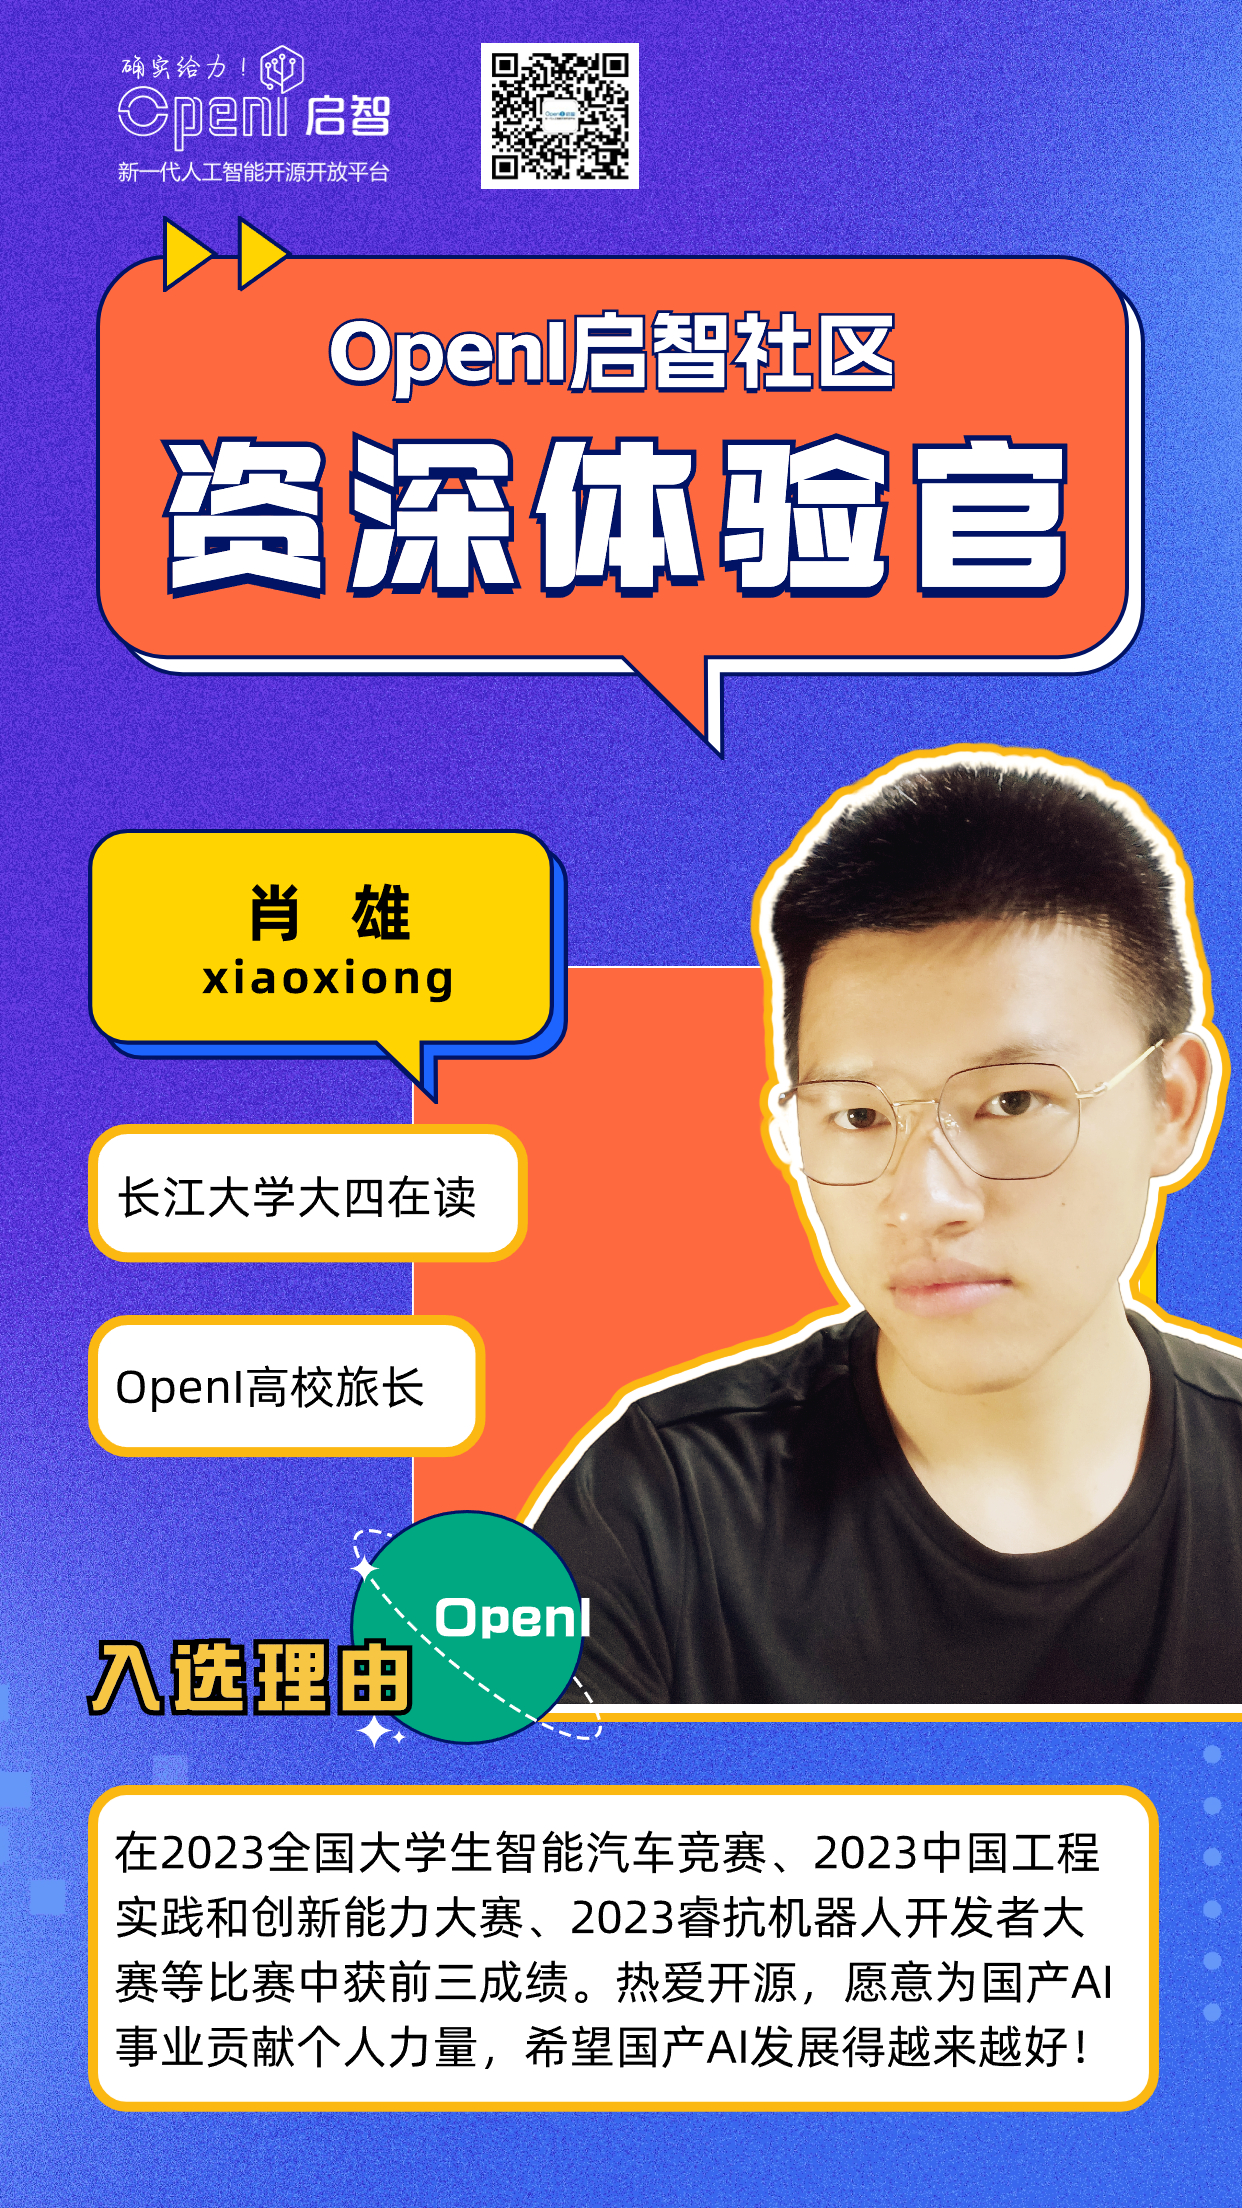 确实给力！
OpenI 启智
新一代人工智能开源开放平台
OpenI启智社区
资深体验官
肖 雄
xiaoxiong
长江大学大四在读
OpenI高校旅长
OpenI
入选理由
在2023全国大学生智能汽车竞赛、2023中国工程
实践和创新能力大赛、2023睿抗机器人开发者大
赛等比赛中获前三成绩。热爱开源，愿意为国产AI
事业贡献个人力量，希望国产AI发展得越来越好！